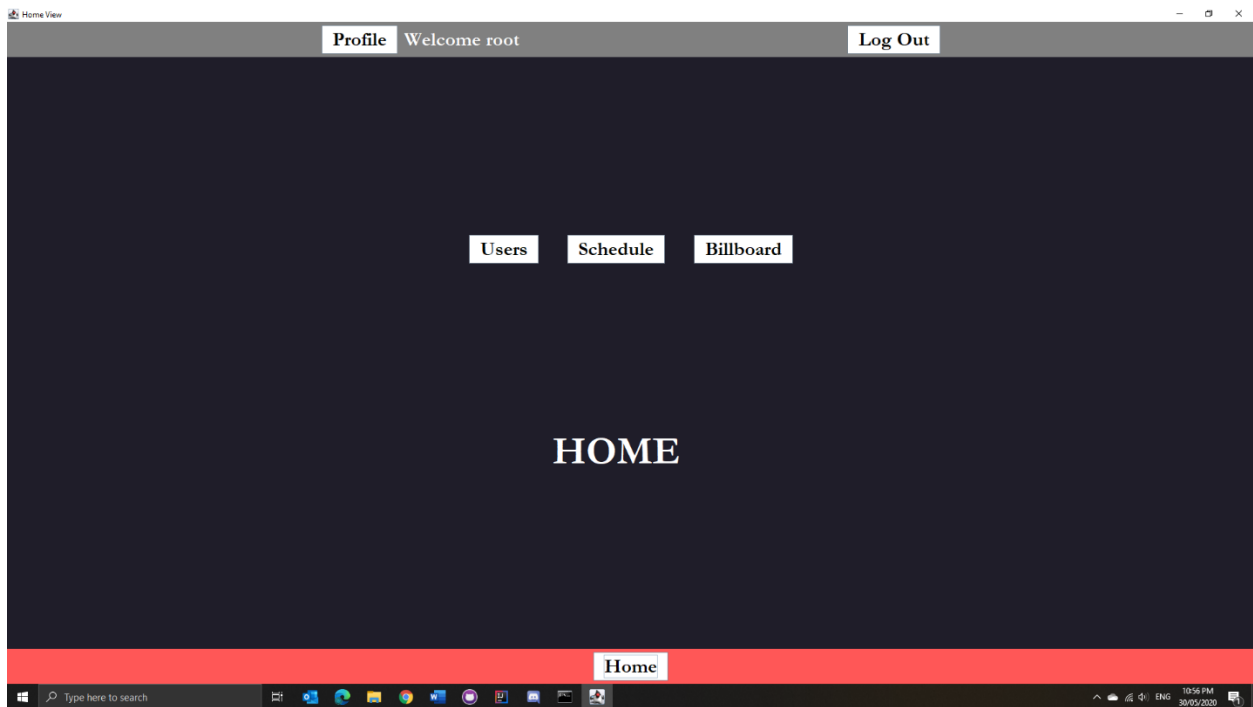 Home View
Profile Welcome root Log Out
Users Schedule Billboard
HOME
Home
Type here to search
ENG 10:56 PM
30/05/2020